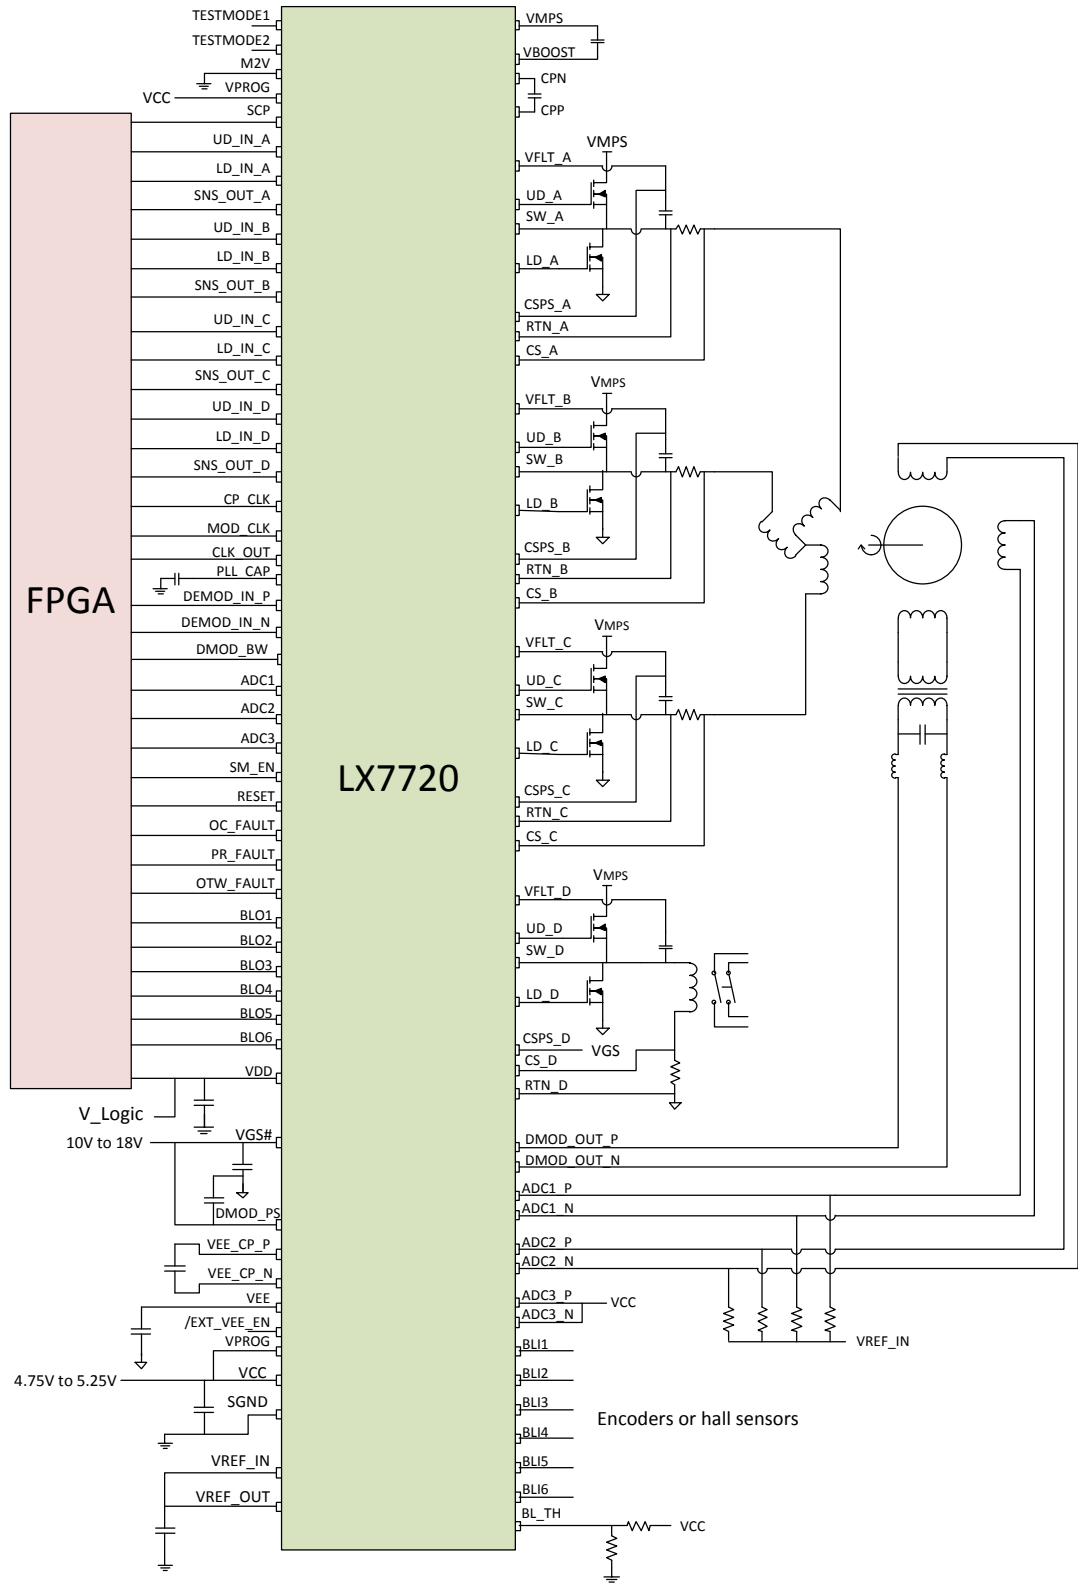 TESTMODE1
TESTMODE2
M2V
VCC
VPROG
SCP
UD_IN_A
LD_IN_A
SNS_OUT_A
UD_IN_B
LD_IN_B
SNS_OUT_B
UD_IN_C
LD_IN_C
SNS_OUT_C
UD_IN_D
LD_IN_D
SNS_OUT_D
CP_CLK
MOD_CLK
CLK_OUT
PLL_CAP
DEMOD_IN_P
DEMOD_IN_N
DMOD_BW
ADC1
ADC2
ADC3
SM_EN
RESET
OC_FAULT
PR_FAULT
OTW_FAULT
BLO1
BLO2
BLO3
BLO4
BLO5
BLO6
VDD
FPGA
V_Logic
10V to 18V
VGS#
DMOD_PS
VEE_CP_P
VEE_CP_N
VEE
/EXT_VEE_EN
VPROG
4.75V to 5.25V
VCC
SGND
VREF_IN
VREF_OUT
LX7720
VMPS
VBOOST
CPN
CPP
VMPS
VFLT_A
UD_A
SW_A
LD_A
CSPS_A
RTN_A
CS_A
VMPS
VFLT_B
UD_B
SW_B
LD_B
CSPS_B
RTN_B
CS_B
VMPS
VFLT_C
UD_C
SW_C
LD_C
CSPS_C
RTN_C
CS_C
VMPS
VFLT_D
UD_D
SW_D
LD_D
CSPS_D
VGS
CS_D
RTN_D
DMOD_OUT_P
DMOD_OUT_N
ADC1_P
ADC1_N
ADC2_P
ADC2_N
ADC3_P
VCC
ADC3_N
VREF_IN
BLI1
BLI2
BLI3
Encoders or hall sensors
BLI4
BLI5
BLI6
BL_TH
VCC